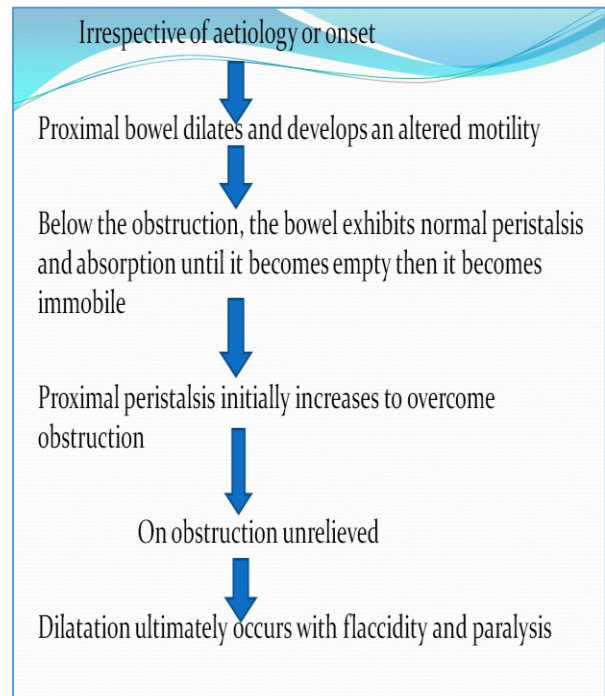 Irrespective of aetiology or onset
Proximal bowel dilates and develops an altered motility
Below the obstruction, the bowel exhibits normal peristalsis
and absorption until it becomes empty then it becomes
immobile
Proximal peristalsis initially increases to overcome
obstruction
On obstruction unrelieved
Dilatation ultimately occurs with flaccidity and paralysis